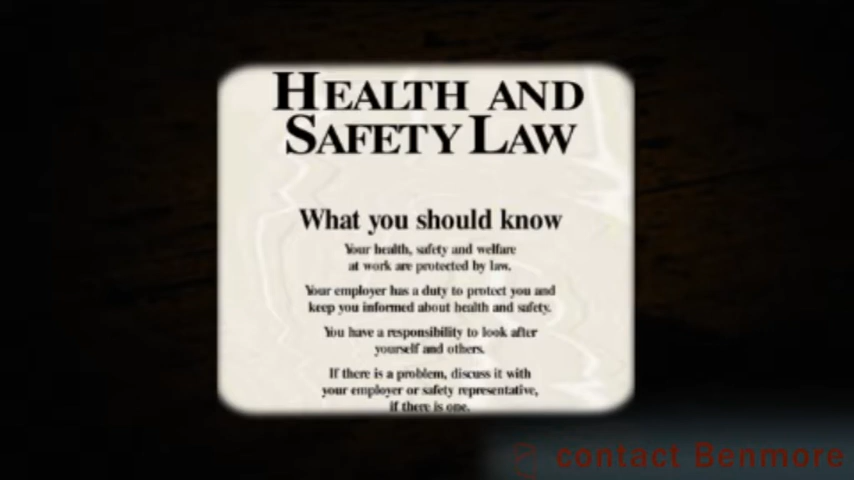 HEALTH AND
SAFETY LAW
What you should know
Your health, safety and welfare
at work are protected by law.
Your employer has a duty to protect you and
keep you informed about health and safety.
You have a responsibility to look after
yourself and others.
If there is a problem, discuss it with
your employer or safety representative,
if there is one.
contact Benmore